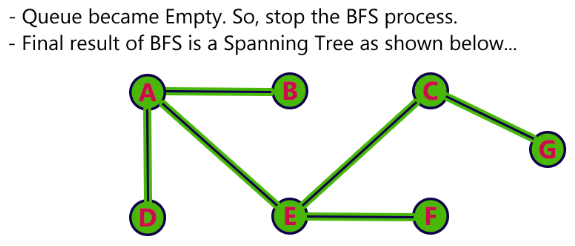 - Queue became Empty. So, stop the BFS process.
- Final result of BFS is a Spanning Tree as shown below...
A B C
G
D E F